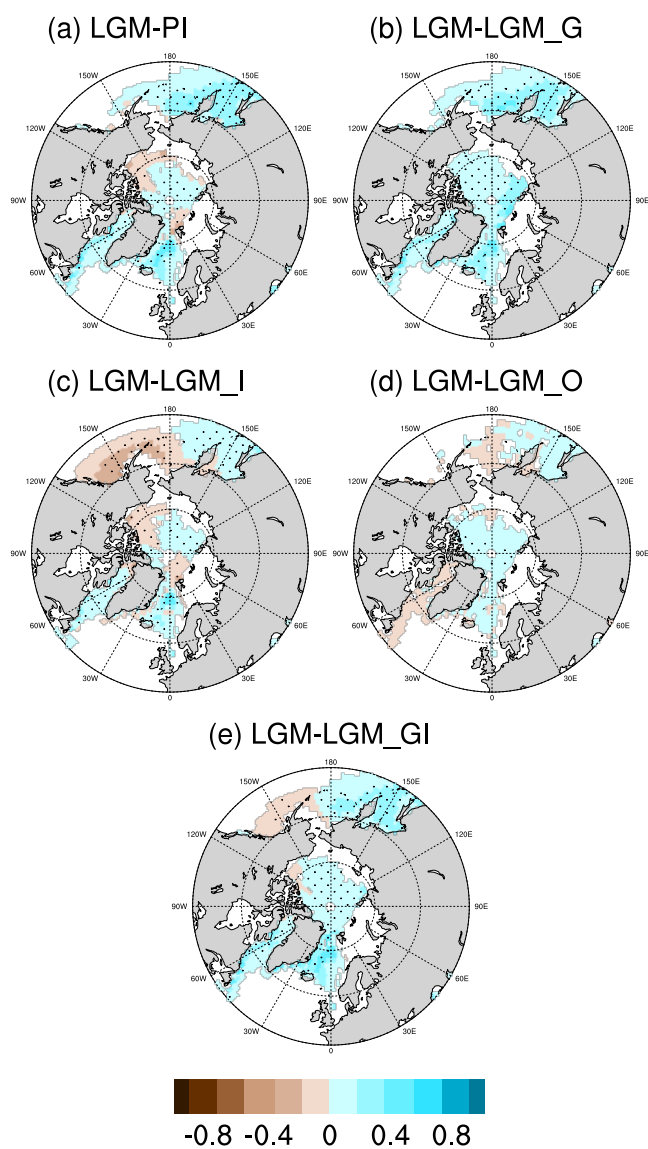 (a) LGM-PI
(b) LGM-LGM_G
180
150W
150E
120W
120E
90W
90E
60W
60E
30W
30E
0
180
150W
150E
120W
120E
90W
90E
60W
60E
30W
30E
0
(c) LGM-LGM_I
(d) LGM-LGM_O
180
150W
150E
120W
120E
90W
90E
60W
60E
30W
30E
0
180
150W
150E
120W
120E
90W
90E
60W
60E
30W
30E
0
(e) LGM-LGM_GI
180
150W
150E
120W
120E
90W
90E
60W
60E
30W
30E
0
-0.8 -0.4 0 0.4 0.8